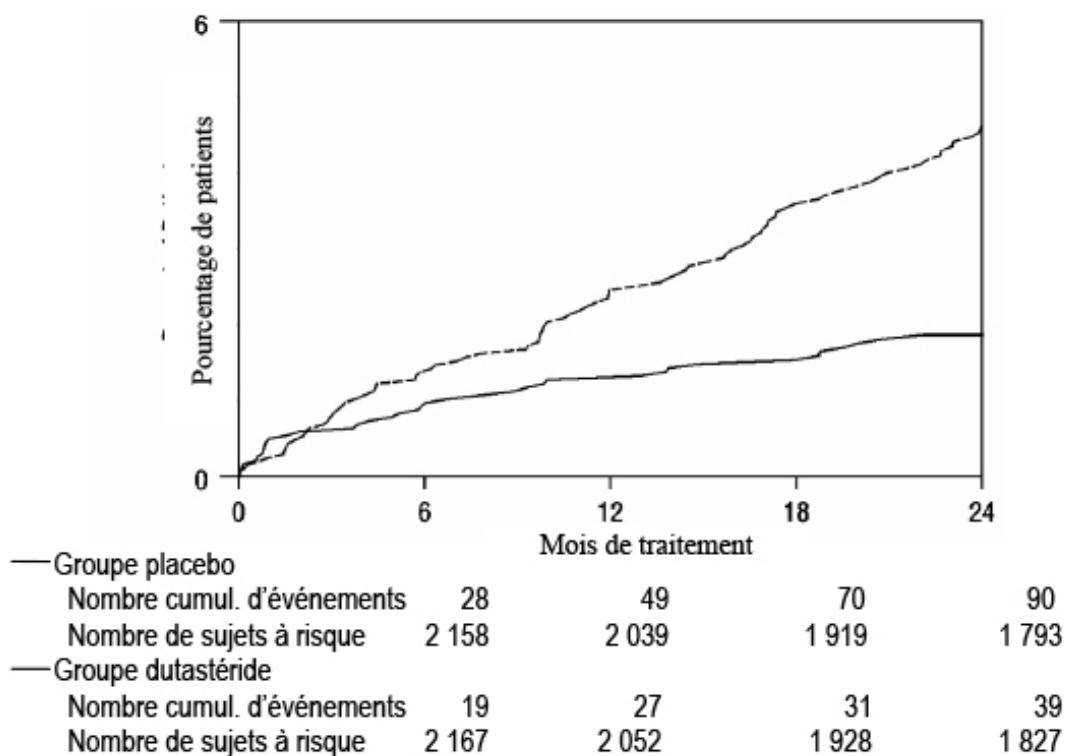 6
Pourcentage de patients
0
0 6 12 18 24
Mois de traitement
Groupe placebo
Nombre cumul. d'événements 28 49 70 90
Nombre de sujets à risque 2 158 2 039 1 919 1 793
Groupe dutastéride
Nombre cumul. d'événements 19 27 31 39
Nombre de sujets à risque 2 167 2 052 1 928 1 827